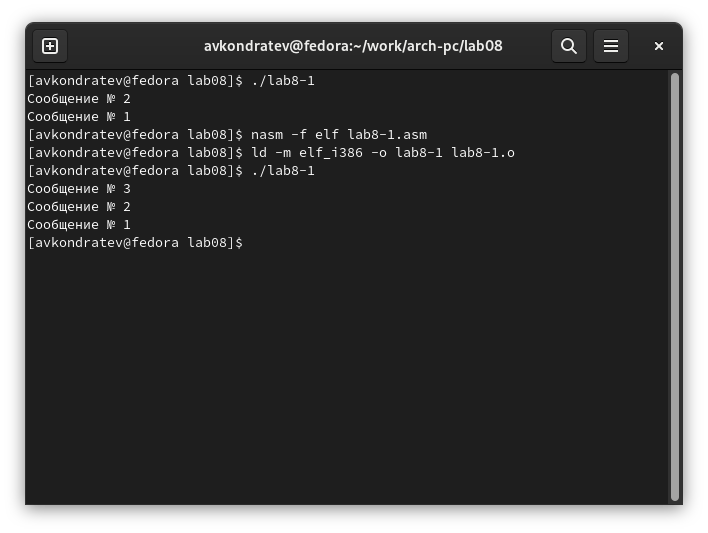 avkondratev@fedora:~/work/arch-pc/lab08
[avkondratev@fedora lab08]$ ./lab8-1
Сообщение № 2
Сообщение № 1
[avkondratev@fedora lab08]$ nasm -f elf lab8-1.asm
[avkondratev@fedora lab08]$ ld -m elf_i386 -o lab8-1 lab8-1.o
[avkondratev@fedora lab08]$ ./lab8-1
Сообщение № 3
Сообщение № 2
Сообщение № 1
[avkondratev@fedora lab08]$